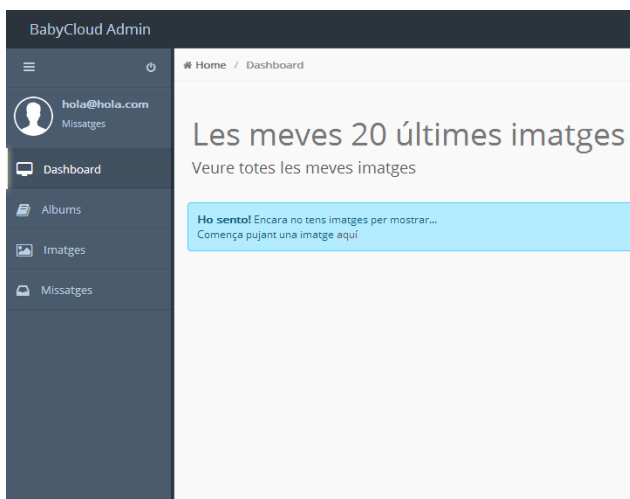 BabyCloud Admin
Home / Dashboard
hola@hola.com
Missatges
Dashboard
Albums
Imatges
Missatges
Les meves 20 últimes imatges
Veure totes les meves imatges
Ho sento! Encara no tens imatges per mostrar...
Comença pujant una imatge aquí